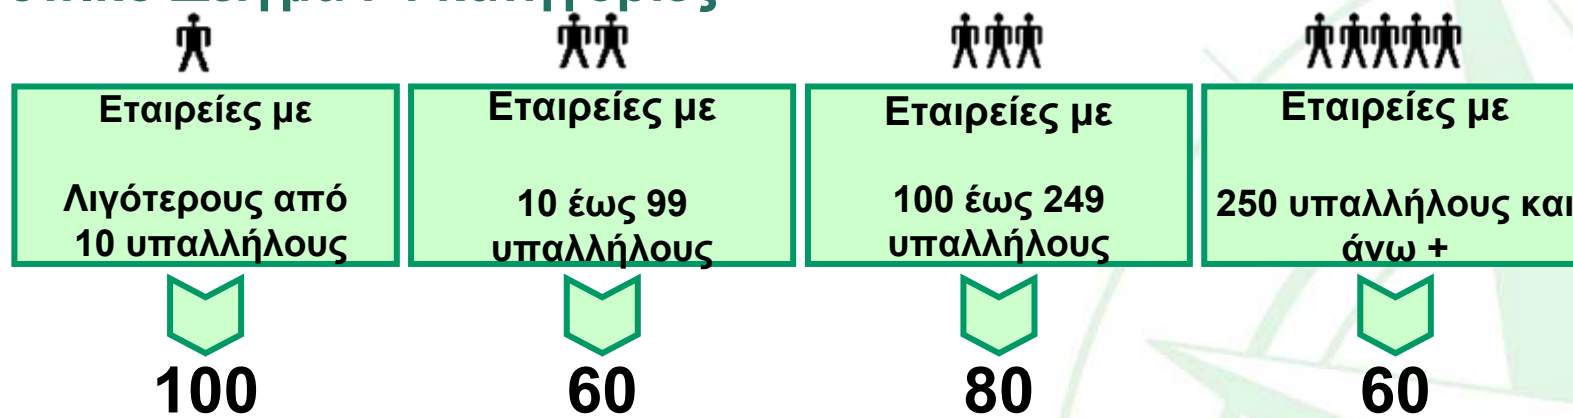 Εταιρείες με
Λιγότερους από
10 υπαλλήλους
100
Εταιρείες με
10 έως 99
υπαλλήλους
60
Εταιρείες με
100 έως 249
υπαλλήλους
80
Εταιρείες με
250 υπαλλήλους και
άνω +
60